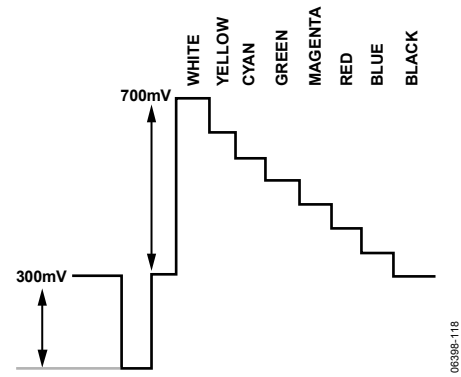 WHITE
YELLOW
CYAN
GREEN
MAGENTA
RED
BLUE
BLACK
700mV
300mV
06398-118